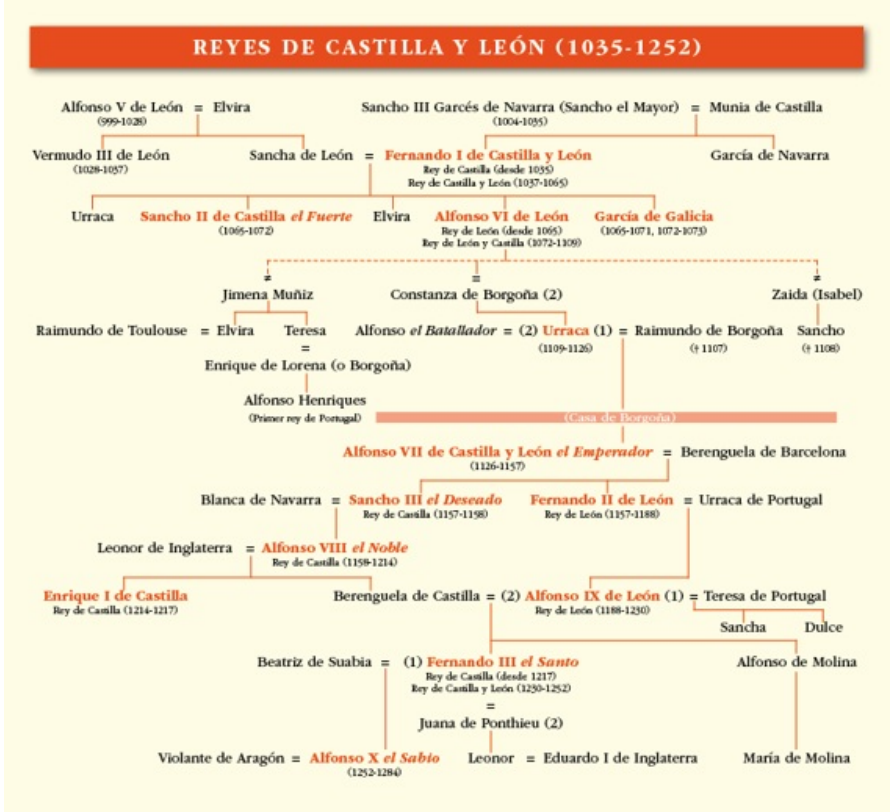 REYES DE CASTILLA Y LEÓN (1035-1252)
Alfonso V de León = Elvira
(999-1028)
Sancho III Garcés de Navarra (Sancho el Mayor) = Munia de Castilla
(1004-1035)
Vermudo III de León
(1028-1037)
Sancha de León = Fernando I de Castilla y León
Rey de Castilla (desde 1035)
Rey de Castilla y León (1037-1065)
García de Navarra
Urraca
Sancho II de Castilla el Fuerte
(1065-1072)
Elvira
Alfonso VI de León
Rey de León (desde 1065)
Rey de León y Castilla (1072-1109)
García de Galicia
(1065-1071, 1072-1073)
≠
Jimena Muñiz
=
Constanza de Borgoña (2)
≠
Zaida (Isabel)
Raimundo de Toulouse = Elvira
Teresa
=
Alfonso el Batallador = (2) Urraca (1) = Raimundo de Borgoña
(1109-1126)
(† 1107)
Sancho
(† 1108)
Enrique de Lorena (o Borgoña)
Alfonso Henriques
(Primer rey de Portugal)
(Casa de Borgoña)
Alfonso VII de Castilla y León el Emperador = Berenguela de Barcelona
(1126-1157)
Blanca de Navarra = Sancho III el Deseado
Rey de Castilla (1157-1158)
Fernando II de León = Urraca de Portugal
Rey de León (1157-1188)
Leonor de Inglaterra = Alfonso VIII el Noble
Rey de Castilla (1158-1214)
Enrique I de Castilla
Rey de Castilla (1214-1217)
Berenguela de Castilla = (2) Alfonso IX de León (1) = Teresa de Portugal
Rey de León (1188-1230)
Sancha
Dulce
Beatriz de Suabia = (1) Fernando III el Santo
Rey de Castilla (desde 1217)
Rey de Castilla y León (1230-1252)
=
Juana de Ponthieu (2)
Alfonso de Molina
Violante de Aragón = Alfonso X el Sabio
(1252-1284)
Leonor = Eduardo I de Inglaterra
María de Molina